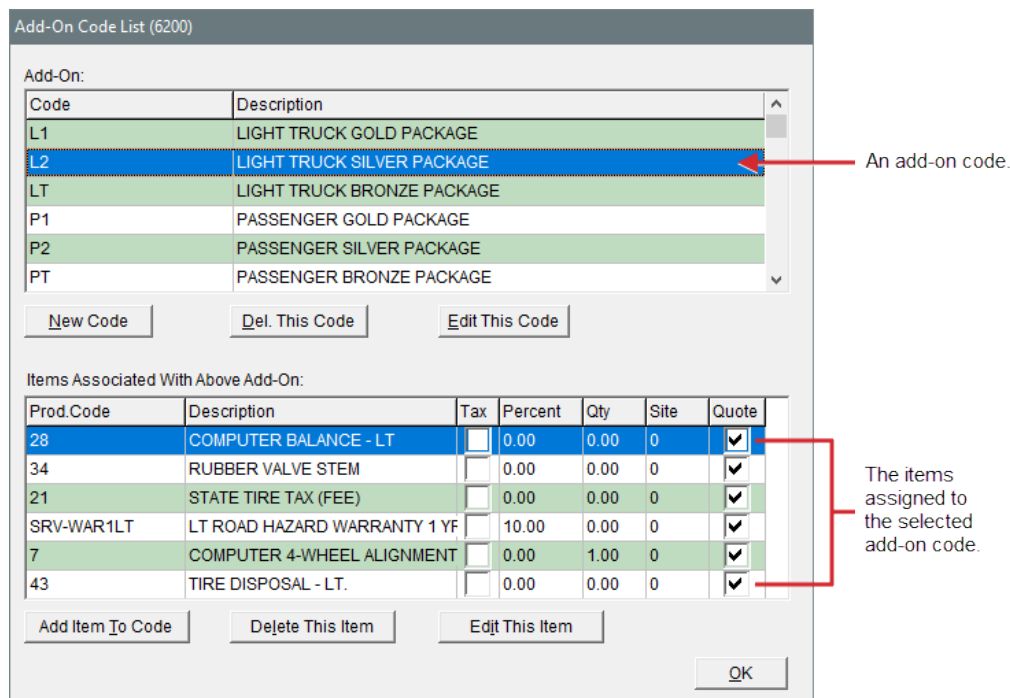 Add-On Code List (6200)
Add-On:
Code Description
L1 LIGHT TRUCK GOLD PACKAGE
L2 LIGHT TRUCK SILVER PACKAGE
An add-on code.
LT LIGHT TRUCK BRONZE PACKAGE
P1 PASSENGER GOLD PACKAGE
P2 PASSENGER SILVER PACKAGE
PT PASSENGER BRONZE PACKAGE
New Code Del. This Code Edit This Code
Items Associated With Above Add-On:
Prod.Code Description Tax Percent Qty Site Quote
28 COMPUTER BALANCE - LT 0.00 0.00 0
34 RUBBER VALVE STEM 0.00 0.00 0
21 STATE TIRE TAX (FEE) 0.00 0.00 0
SRV-WAR1LT LT ROAD HAZARD WARRANTY 1 YR 10.00 0.00 0
7 COMPUTER 4-WHEEL ALIGNMENT 0.00 1.00 0
43 TIRE DISPOSAL - LT. 0.00 0.00 0
The items
assigned to
the selected
add-on code.
Add Item To Code Delete This Item Edit This Item
OK